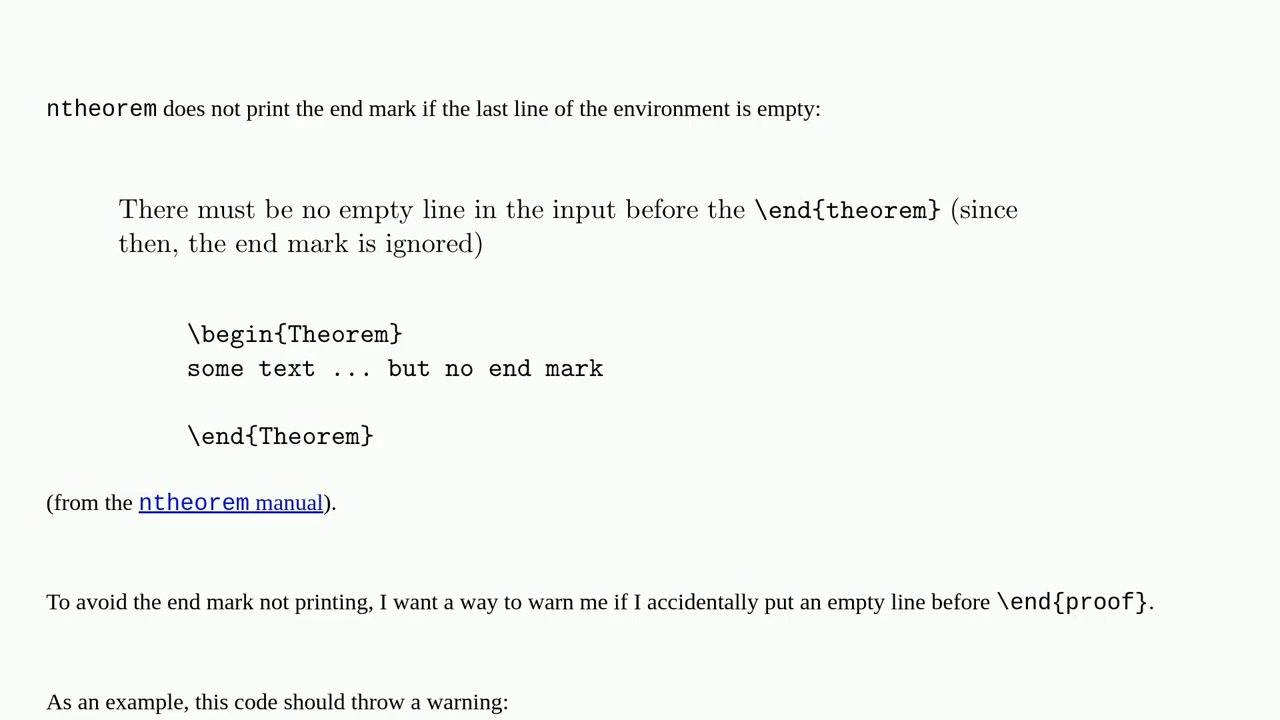 ntheorem does not print the end mark if the last line of the environment is empty:
There must be no empty line in the input before the \end{theorem} (since
then, the end mark is ignored)
\begin{Theorem}
some text ... but no end mark
\end{Theorem}
(from the ntheorem manual).
To avoid the end mark not printing, I want a way to warn me if I accidentally put an empty line before \end{proof}.
As an example, this code should throw a warning: